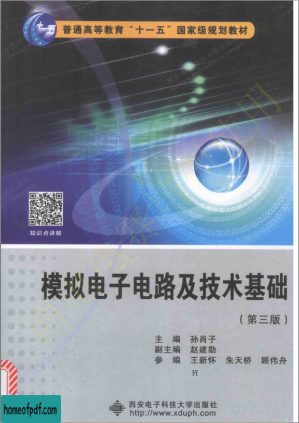 十一五
普通高等教育“十一五”国家级规划教材
知识点讲解
模拟电子电路及技术基础
(第三版)
主 编 孙肖子
副主编 赵建勋
参 编 王新怀 朱天桥 顾伟舟
西安电子科技大学出版社
http://www.xduph.com
homeofpdf.com